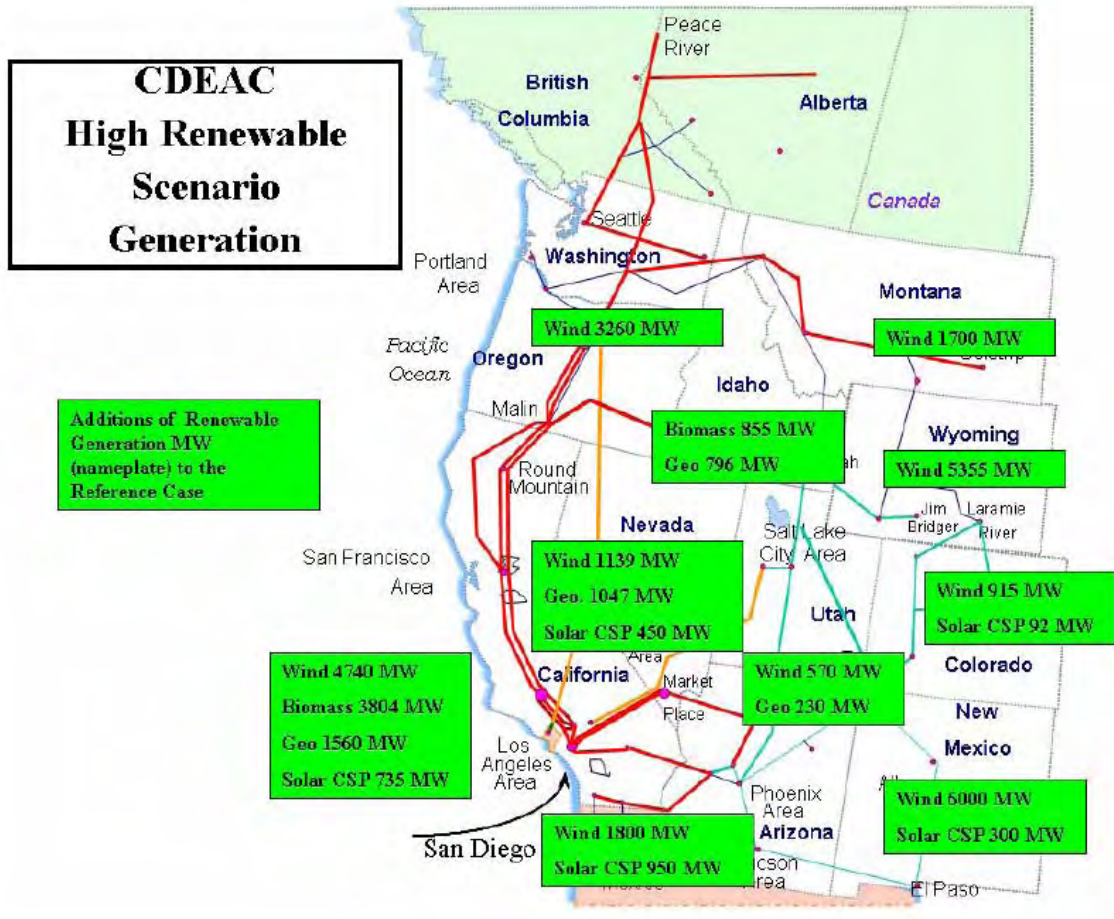 CDEAC
High Renewable
Scenario
Generation
Peace
River
British
Columbia
Alberta
Canada
Seattle
Washington
Portland
Area
Montana
Wind 3260 MW
Wind 1700 MW
Pacific
Ocean
Oregon
Idaho
Malin
Additions of Renewable
Generation MW
(nameplate) to the
Reference Case
Biomass 855 MW
Geo 796 MW
Wyoming
Wind 5355 MW
Round
Mountain
Jim
Bridger
Laramie
River
Nevada
Salt Lake
City Area
San Francisco
Area
Wind 1139 MW
Geo. 1047 MW
Solar CSP 450 MW
Utah
Wind 915 MW
Solar CSP 92 MW
Colorado
Area
Market
Place
California
Wind 4740 MW
Biomass 3804 MW
Geo 1560 MW
Solar CSP 735 MW
Wind 570 MW
Geo 230 MW
New
Mexico
Los
Angeles
Area
Phoenix
Area
Arizona
Wind 6000 MW
Solar CSP 300 MW
San Diego
Wind 1800 MW
Solar CSP 950 MW
Area
El Paso